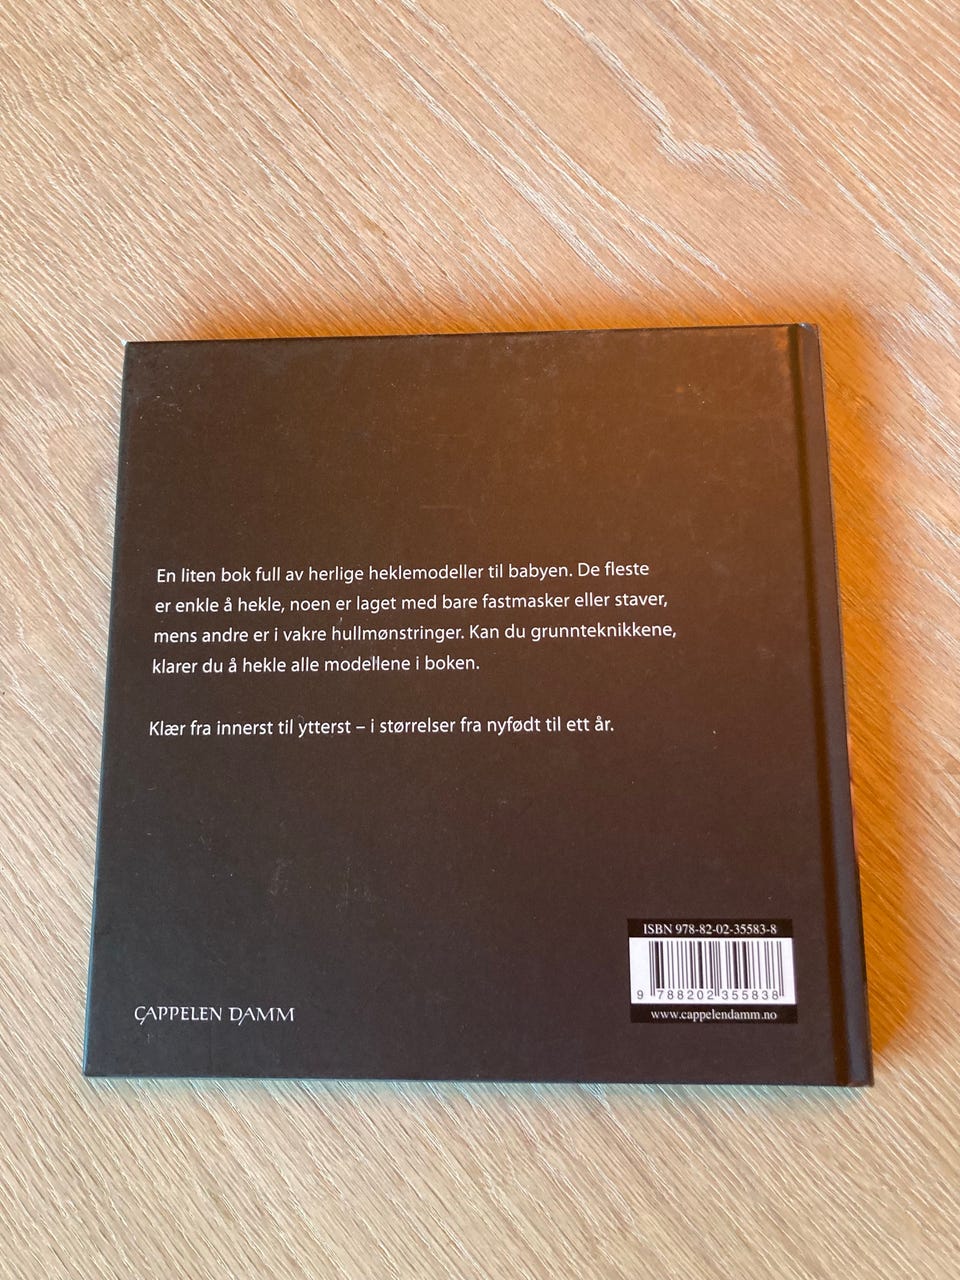 En liten bok full av herlige heklemodeller til babyen. De fleste
er enkle å hekle, noen er laget med bare fastmasker eller staver,
mens andre er i vakre hullmønstringer. Kan du grunnteknikkene,
klarer du å hekle alle modellene i boken.
Klær fra innerst til ytterst – i størrelser fra nyfødt til ett år.
ISBN 978-82-02-35583-8
9 788202 355838
www.cappelendamm.no
CAPPELEN DAMM